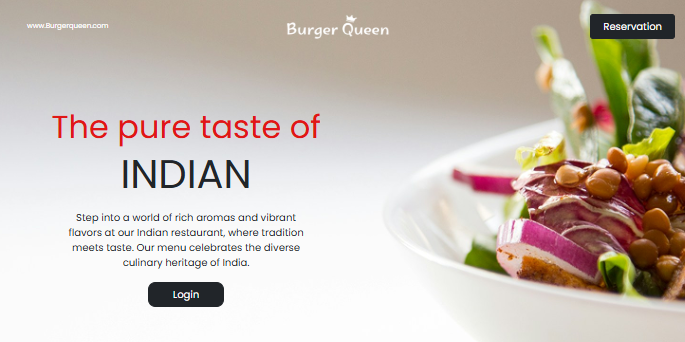 www.Burgerqueen.com
Burger Queen
Reservation
The pure taste of
INDIAN
Step into a world of rich aromas and vibrant
flavors at our Indian restaurant, where tradition
meets taste. Our menu celebrates the diverse
culinary heritage of India.
Login